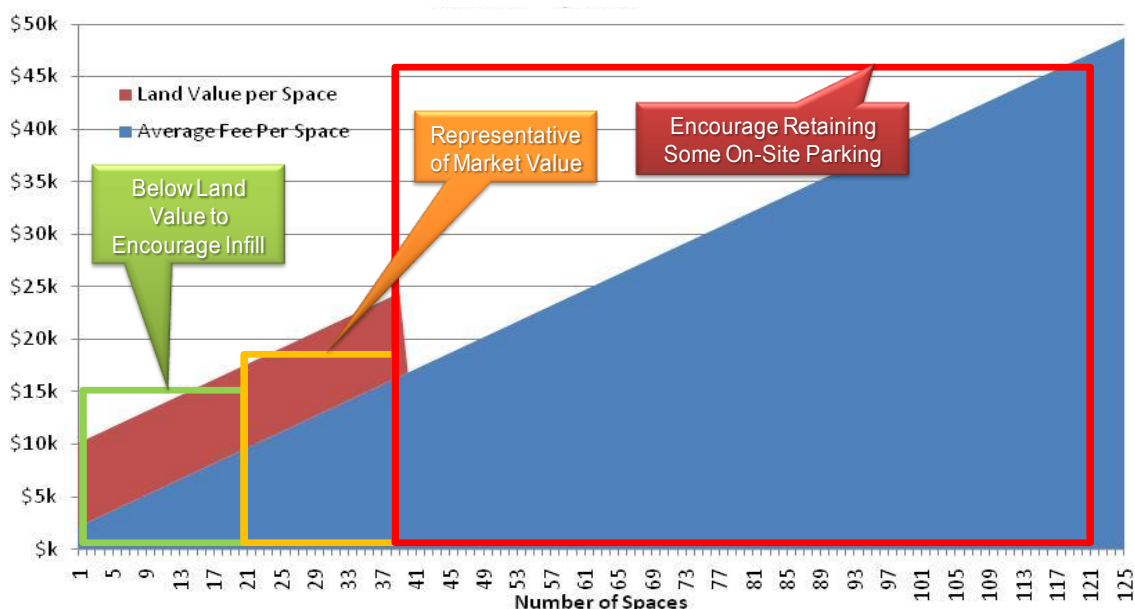 $50k
$45k
$40k
$35k
$30k
$25k
$20k
$15k
$10k
$5k
$k
Land Value per Space
Average Fee Per Space
Below Land
Value to
Encourage Infill
Representative
of Market Value
Encourage Retaining
Some On-Site Parking
1 5 9 13 17 21 25 29 33 37 41 45 49 53 57 61 65 69 73 77 81 85 89 93 97 101 105 109 113 117 121 125
Number of Spaces